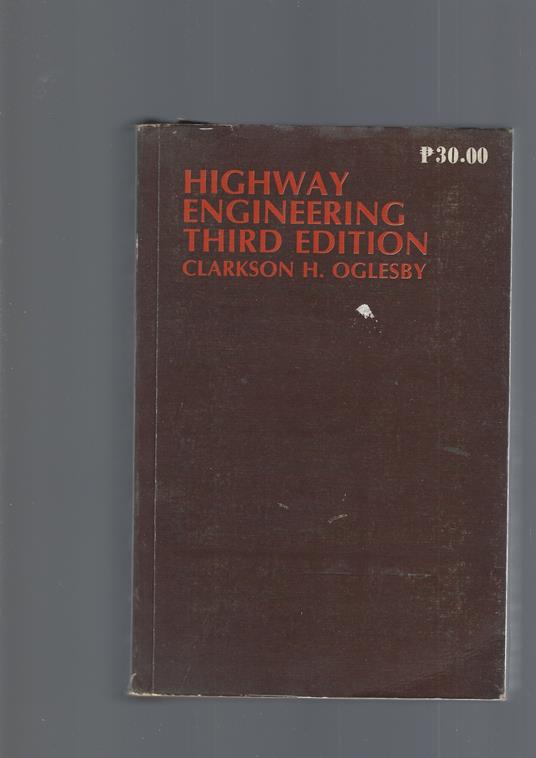 ₱30.00
HIGHWAY
ENGINEERING
THIRD EDITION
CLARKSON H. OGLESBY